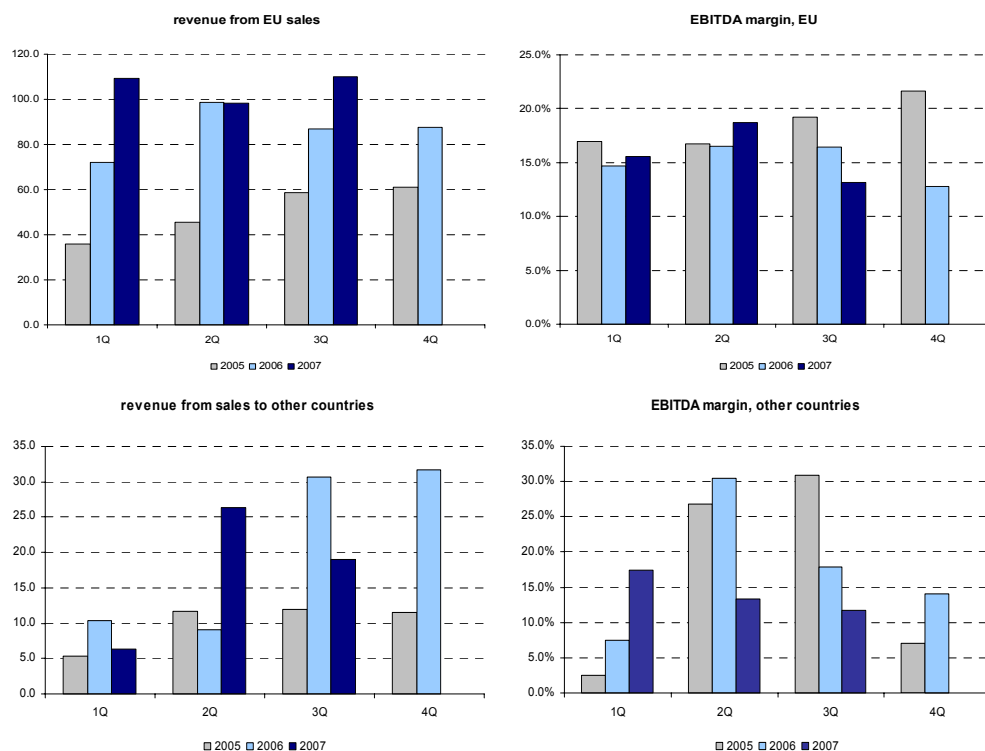 revenue from EU sales
120.0
100.0
80.0
60.0
40.0
20.0
0.0
1Q 2Q 3Q 4Q
2005 2006 2007
EBITDA margin, EU
25.0%
20.0%
15.0%
10.0%
5.0%
0.0%
1Q 2Q 3Q 4Q
2005 2006 2007
revenue from sales to other countries
35.0
30.0
25.0
20.0
15.0
10.0
5.0
0.0
1Q 2Q 3Q 4Q
2005 2006 2007
EBITDA margin, other countries
35.0%
30.0%
25.0%
20.0%
15.0%
10.0%
5.0%
0.0%
1Q 2Q 3Q 4Q
2005 2006 2007